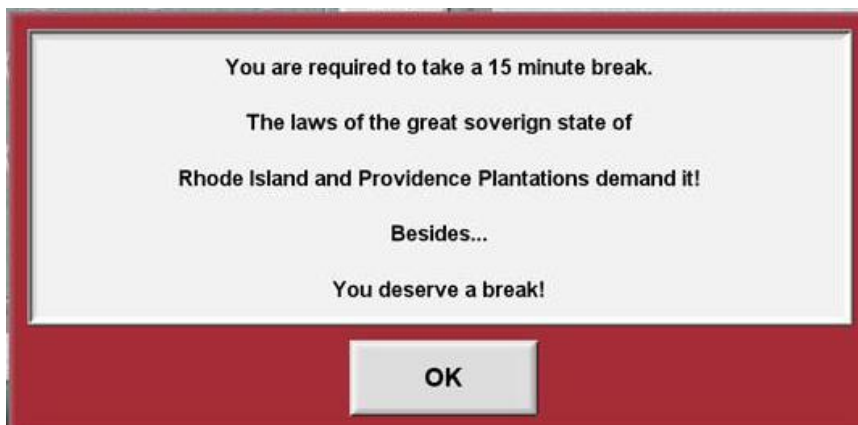 You are required to take a 15 minute break.
The laws of the great soverign state of
Rhode Island and Providence Plantations demand it!
Besides...
You deserve a break!
OK